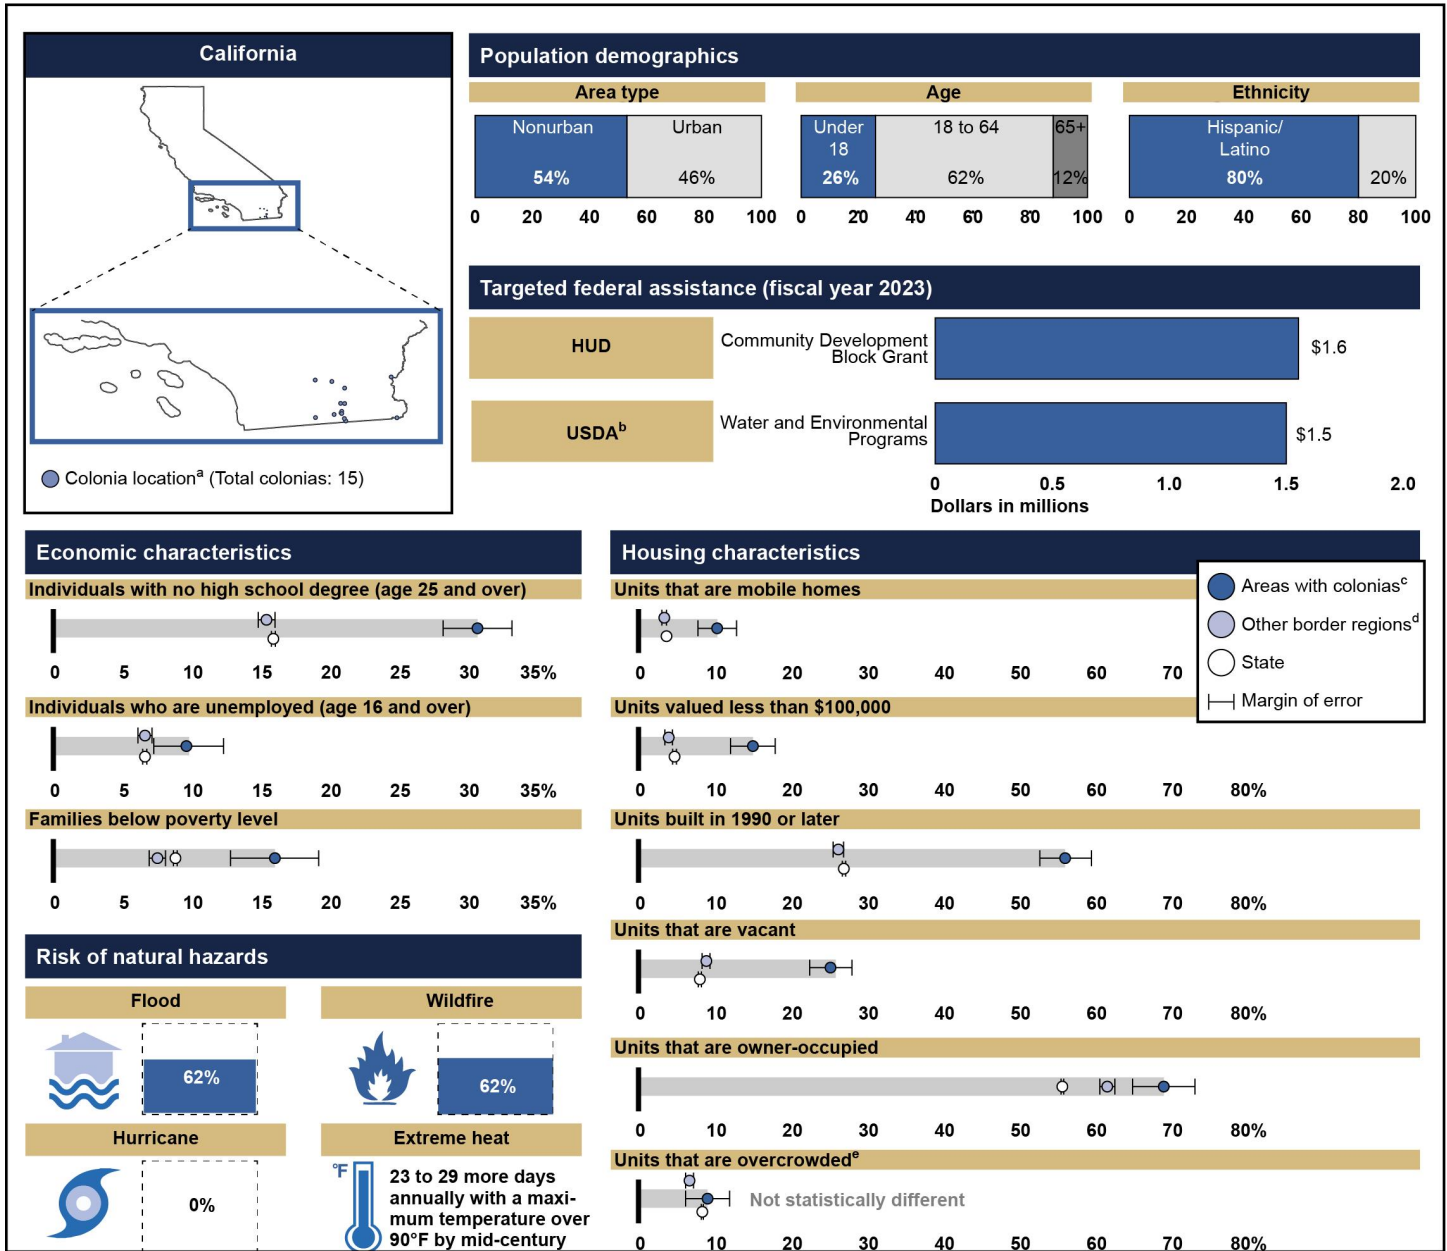 California
Colonia locationa (Total colonias: 15)
Population demographics
Area type
Nonurban
Urban
54%
46%
0 20 40 60 80 100
Age
Under
18
18 to 64
65+
26%
62%
12%
0 20 40 60 80 100
Ethnicity
Hispanic/
Latino
80%
20%
0 20 40 60 80 100
Targeted federal assistance (fiscal year 2023)
HUD
Community Development
Block Grant
$1.6
USDAb
Water and Environmental
Programs
$1.5
0 0.5 1.0 1.5 2.0
Dollars in millions
Economic characteristics
Individuals with no high school degree (age 25 and over)
0 5 10 15 20 25 30 35%
Individuals who are unemployed (age 16 and over)
0 5 10 15 20 25 30 35%
Families below poverty level
0 5 10 15 20 25 30 35%
Risk of natural hazards
Flood
62%
Wildfire
62%
Hurricane
0%
Extreme heat
°F
23 to 29 more days
annually with a maxi-
mum temperature over
90°F by mid-century
Housing characteristics
Areas with coloniasc
Other border regionsd
State
Margin of error
Units that are mobile homes
0 10 20 30 40 50 60 70
Units valued less than $100,000
0 10 20 30 40 50 60 70 80%
Units built in 1990 or later
0 10 20 30 40 50 60 70 80%
Units that are vacant
0 10 20 30 40 50 60 70 80%
Units that are owner-occupied
0 10 20 30 40 50 60 70 80%
Units that are overcrowdede
Not statistically different
0 10 20 30 40 50 60 70 80%